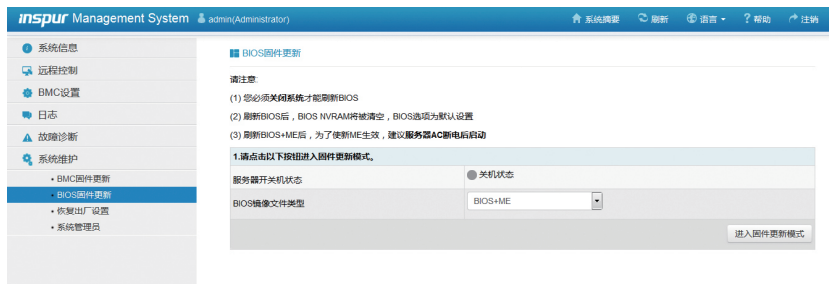 inspur Management System admin(Administrator) 系统摘要 刷新 语言 ? 帮助 注销
系统信息
远程控制
BMC设置
日志
故障诊断
系统维护
• BMC固件更新
• BIOS固件更新
• 恢复出厂设置
• 系统管理员
BIOS固件更新
请注意:
(1) 您必须关闭系统才能刷新BIOS
(2) 刷新BIOS后，BIOS NVRAM将被清空，BIOS选项为默认设置
(3) 刷新BIOS+ME后，为了使新ME生效，建议服务器AC断电后启动
1.请点击以下按钮进入固件更新模式。
服务器开关机状态 关机状态
BIOS镜像文件类型 BIOS+ME
进入固件更新模式